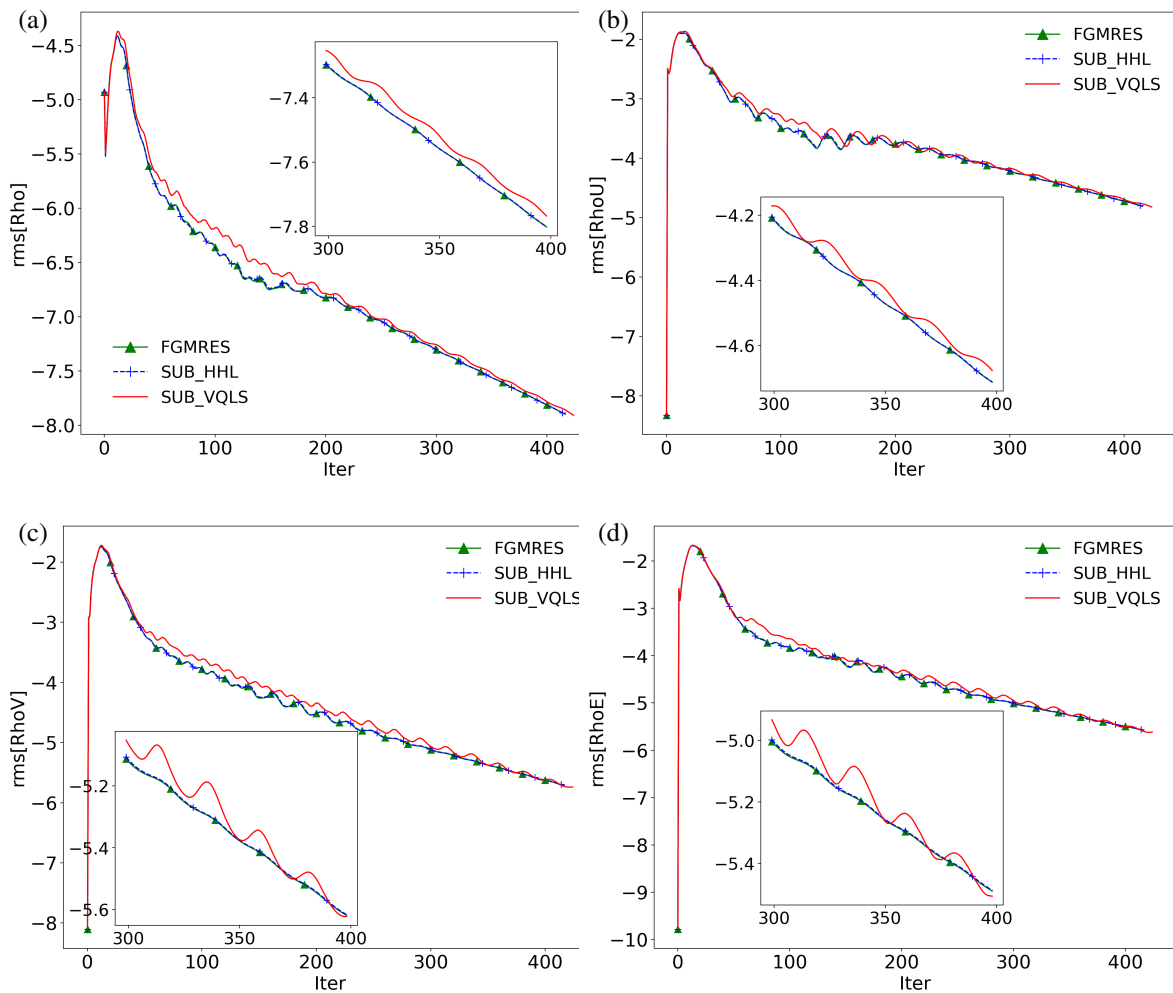 (a)
−4.5
−5.0
−5.5
−6.0
−6.5
−7.0
−7.5
−8.0
rms[Rho]
0 100 200 300 400
Iter
FGMRES
SUB_HHL
SUB_VQLS
−7.4
−7.6
−7.8
300 350 400
(b)
−2
−3
−4
−5
−6
−7
−8
rms[RhoU]
0 100 200 300 400
Iter
FGMRES
SUB_HHL
SUB_VQLS
−4.2
−4.4
−4.6
300 350 400
(c)
−2
−3
−4
−5
−6
−7
−8
rms[RhoV]
0 100 200 300 400
Iter
FGMRES
SUB_HHL
SUB_VQLS
−5.2
−5.4
−5.6
300 350 400
(d)
−2
−3
−4
−5
−6
−7
−8
−9
−10
rms[RhoE]
0 100 200 300 400
Iter
FGMRES
SUB_HHL
SUB_VQLS
−5.0
−5.2
−5.4
300 350 400